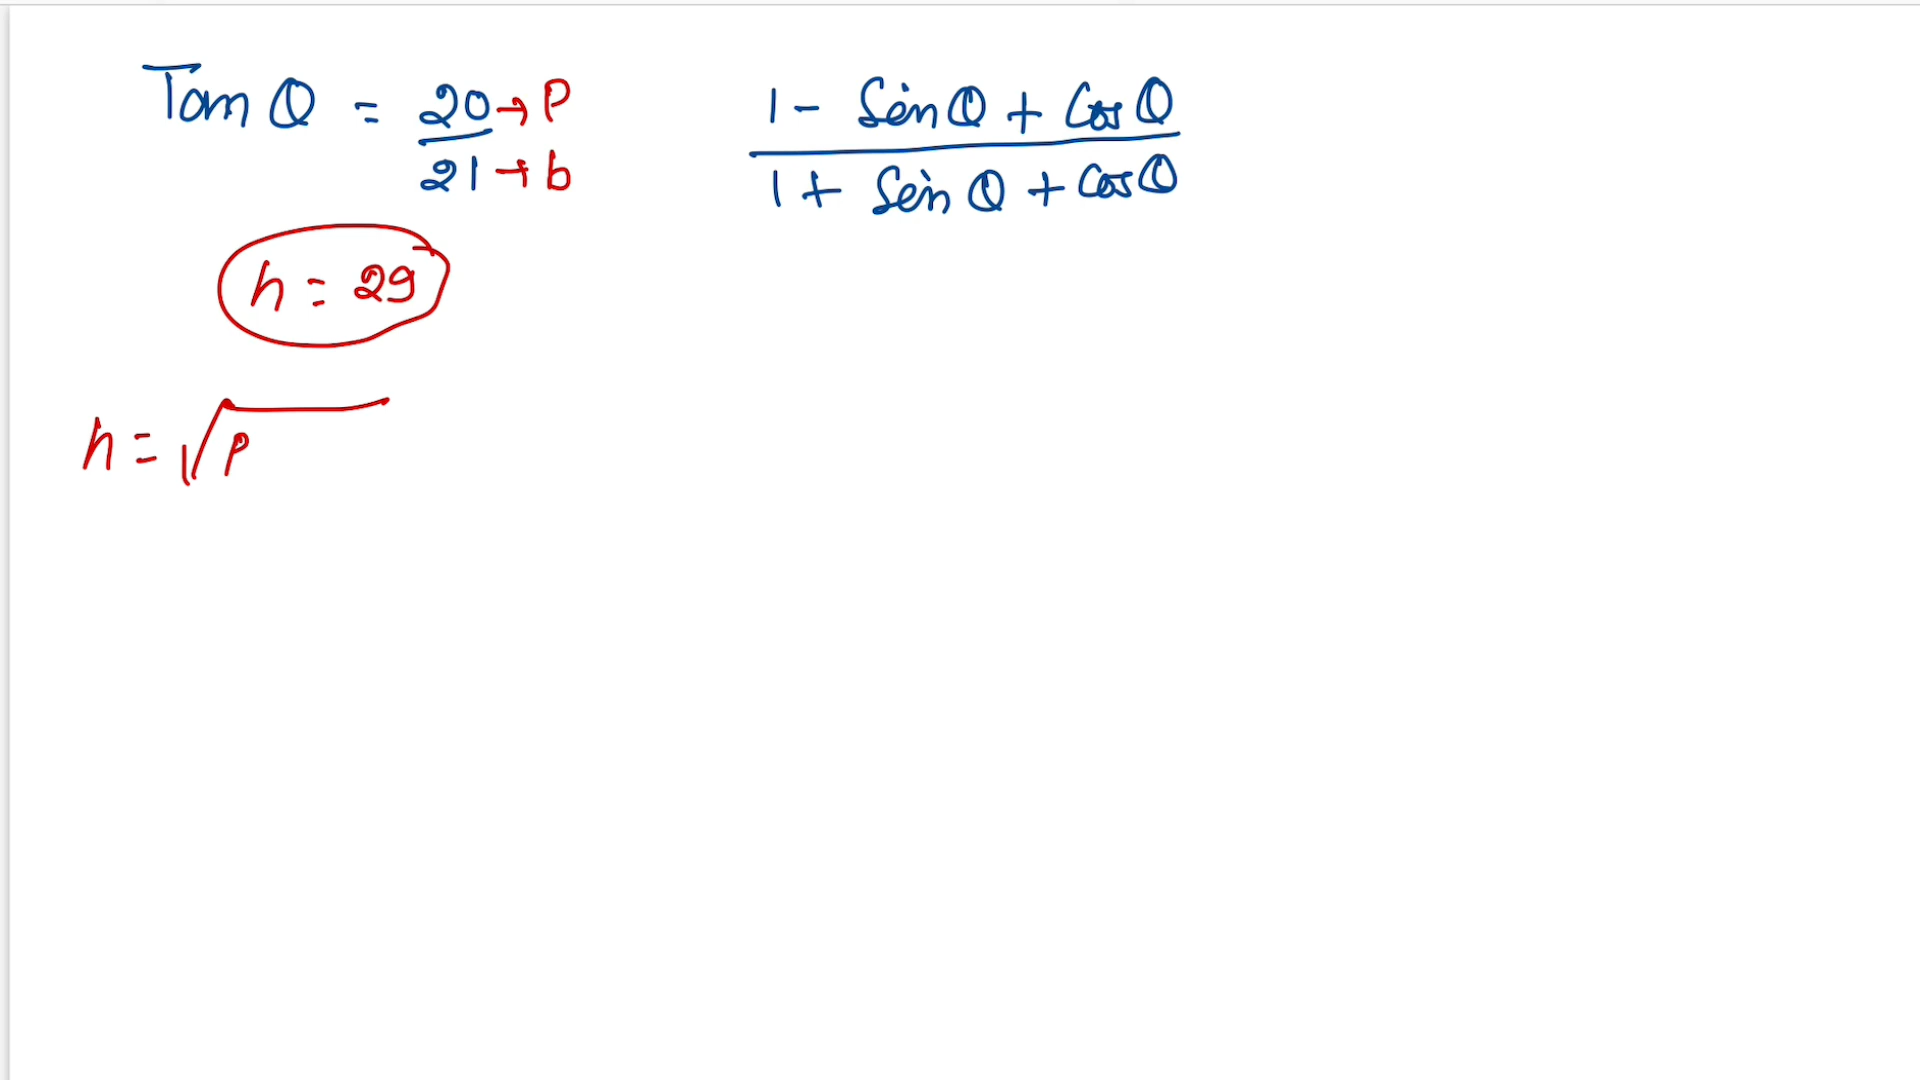 Tan θ = 20/21 → P → b
(1 - Sin θ + Cos θ)/(1 + Sin θ + Cos θ)
h = 29
h = √P